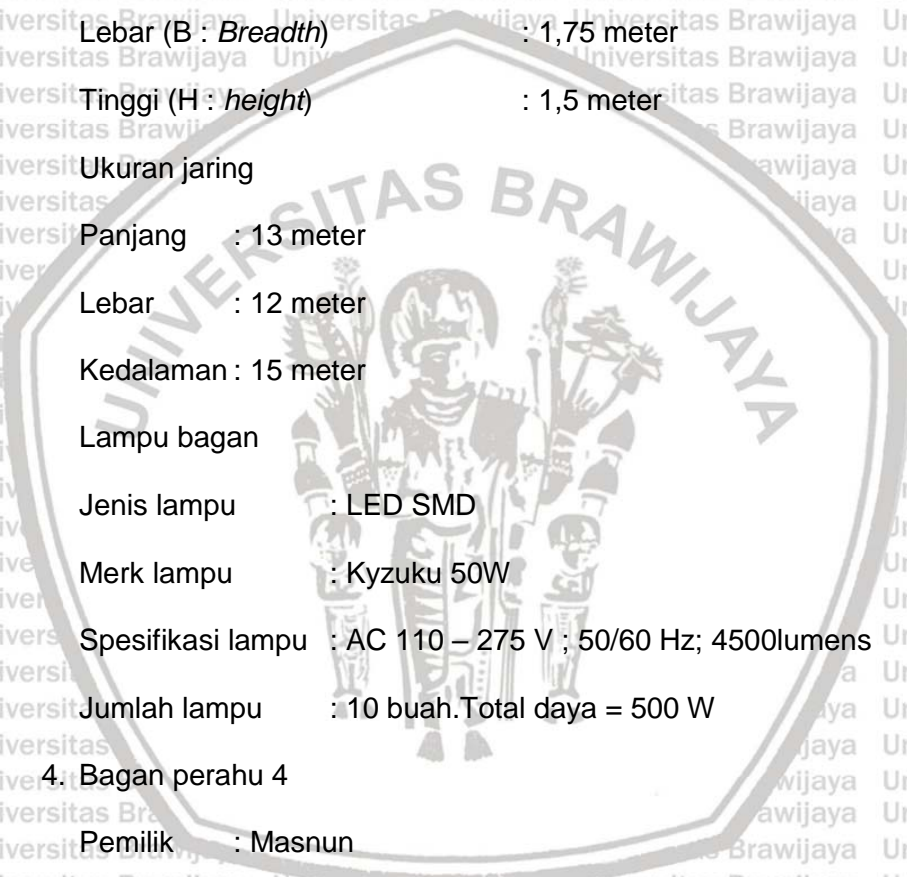 Lebar (B : Breadth) : 1,75 meter
Tinggi (H : height) : 1,5 meter
Ukuran jaring
Panjang : 13 meter
Lebar : 12 meter
Kedalaman : 15 meter
Lampu bagan
Jenis lampu : LED SMD
Merk lampu : Kyzuku 50W
Spesifikasi lampu : AC 110 – 275 V ; 50/60 Hz; 4500lumens
Jumlah lampu : 10 buah.Total daya = 500 W
4. Bagan perahu 4
Pemilik : Masnun
UNIVERSITAS BRAWIJAYA